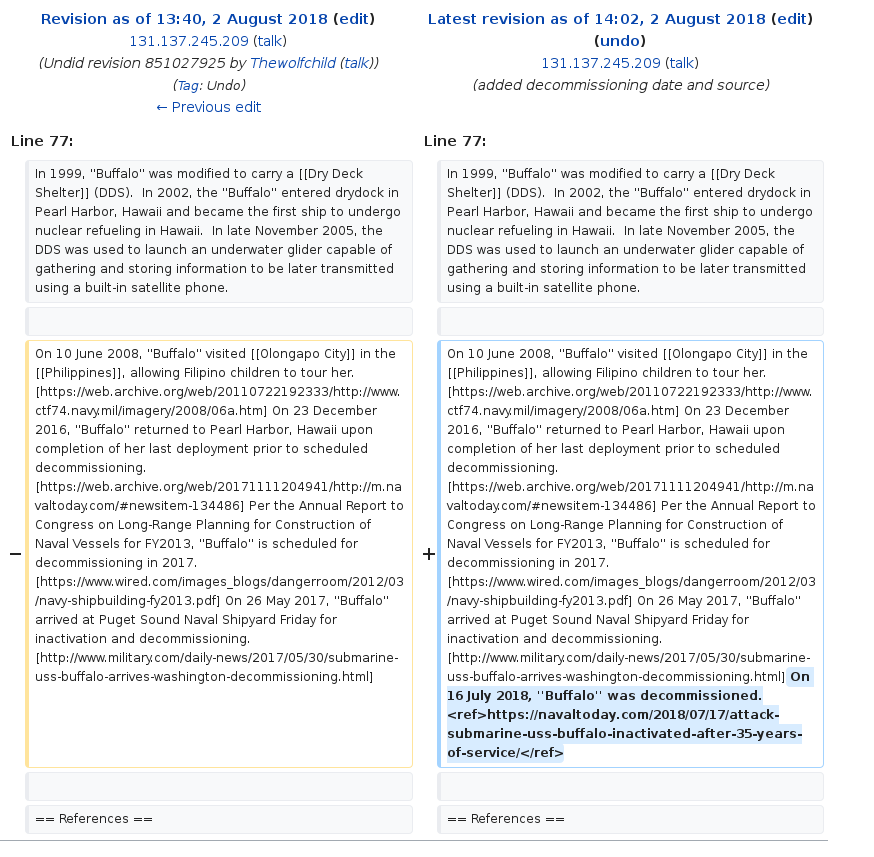 Revision as of 13:40, 2 August 2018 (edit)
131.137.245.209 (talk)
(Undid revision 851027925 by Thewolfchild (talk))
(Tag: Undo)
← Previous edit
Latest revision as of 14:02, 2 August 2018 (edit)
(undo)
131.137.245.209 (talk)
(added decommissioning date and source)
Line 77:
Line 77:
In 1999, ''Buffalo'' was modified to carry a [[Dry Deck
Shelter]] (DDS).  In 2002, the ''Buffalo'' entered drydock in
Pearl Harbor, Hawaii and became the first ship to undergo
nuclear refueling in Hawaii.  In late November 2005, the
DDS was used to launch an underwater glider capable of
gathering and storing information to be later transmitted
using a built-in satellite phone.
In 1999, ''Buffalo'' was modified to carry a [[Dry Deck
Shelter]] (DDS).  In 2002, the ''Buffalo'' entered drydock in
Pearl Harbor, Hawaii and became the first ship to undergo
nuclear refueling in Hawaii.  In late November 2005, the
DDS was used to launch an underwater glider capable of
gathering and storing information to be later transmitted
using a built-in satellite phone.
−
On 10 June 2008, ''Buffalo'' visited [[Olongapo City]] in the
[[Philippines]], allowing Filipino children to tour her.
[https://web.archive.org/web/20110722192333/http://www.
ctf74.navy.mil/imagery/2008/06a.htm] On 23 December
2016, ''Buffalo'' returned to Pearl Harbor, Hawaii upon
completion of her last deployment prior to scheduled
decommissioning.
[https://web.archive.org/web/20171111204941/http://m.na
valtoday.com/#newsitem-134486] Per the Annual Report to
Congress on Long-Range Planning for Construction of
Naval Vessels for FY2013, ''Buffalo'' is scheduled for
decommissioning in 2017.
[https://www.wired.com/images_blogs/dangerroom/2012/03
/navy-shipbuilding-fy2013.pdf] On 26 May 2017, ''Buffalo''
arrived at Puget Sound Naval Shipyard Friday for
inactivation and decommissioning.
[http://www.military.com/daily-news/2017/05/30/submarine-
uss-buffalo-arrives-washington-decommissioning.html]
+
On 10 June 2008, ''Buffalo'' visited [[Olongapo City]] in the
[[Philippines]], allowing Filipino children to tour her.
[https://web.archive.org/web/20110722192333/http://www.
ctf74.navy.mil/imagery/2008/06a.htm] On 23 December
2016, ''Buffalo'' returned to Pearl Harbor, Hawaii upon
completion of her last deployment prior to scheduled
decommissioning.
[https://web.archive.org/web/20171111204941/http://m.na
valtoday.com/#newsitem-134486] Per the Annual Report to
Congress on Long-Range Planning for Construction of
Naval Vessels for FY2013, ''Buffalo'' is scheduled for
decommissioning in 2017.
[https://www.wired.com/images_blogs/dangerroom/2012/03
/navy-shipbuilding-fy2013.pdf] On 26 May 2017, ''Buffalo''
arrived at Puget Sound Naval Shipyard Friday for
inactivation and decommissioning.
[http://www.military.com/daily-news/2017/05/30/submarine-
uss-buffalo-arrives-washington-decommissioning.html] On
16 July 2018, ''Buffalo'' was decommissioned.
<ref>https://navaltoday.com/2018/07/17/attack-
submarine-uss-buffalo-inactivated-after-35-years-
of-service/</ref>
== References ==
== References ==